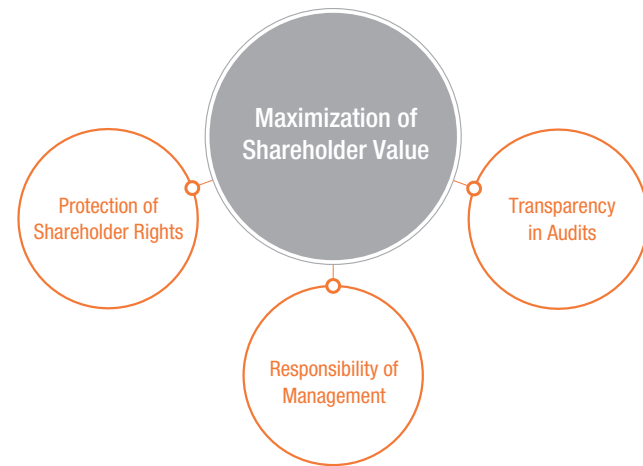 Maximization of
Shareholder Value
Protection of
Shareholder Rights
Transparency
in Audits
Responsibility of
Management